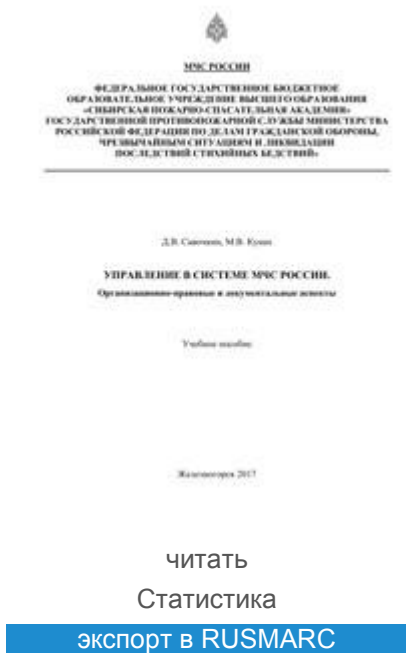 МЧС РОССИИ
ФЕДЕРАЛЬНОЕ ГОСУДАРСТВЕННОЕ БЮДЖЕТНОЕ
ОБРАЗОВАТЕЛЬНОЕ УЧРЕЖДЕНИЕ ВЫСШЕГО ОБРАЗОВАНИЯ
«СИБИРСКАЯ ПОЖАРНО-СПАСАТЕЛЬНАЯ АКАДЕМИЯ»
ГОСУДАРСТВЕННОЙ ПРОТИВОПОЖАРНОЙ СЛУЖБЫ МИНИСТЕРСТВА
РОССИЙСКОЙ ФЕДЕРАЦИИ ПО ДЕЛАМ ГРАЖДАНСКОЙ ОБОРОНЫ,
ЧРЕЗВЫЧАЙНЫМ СИТУАЦИЯМ И ЛИКВИДАЦИИ
ПОСЛЕДСТВИЙ СТИХИЙНЫХ БЕДСТВИЙ»
Д.В. М.В.
УПРАВЛЕНИЕ В СИСТЕМЕ МЧС РОССИИ.
Организационно-правовые и документальные аспекты
Учебное пособие
Железногорск 2017
читать
Статистика
экспорт в RUSMARC